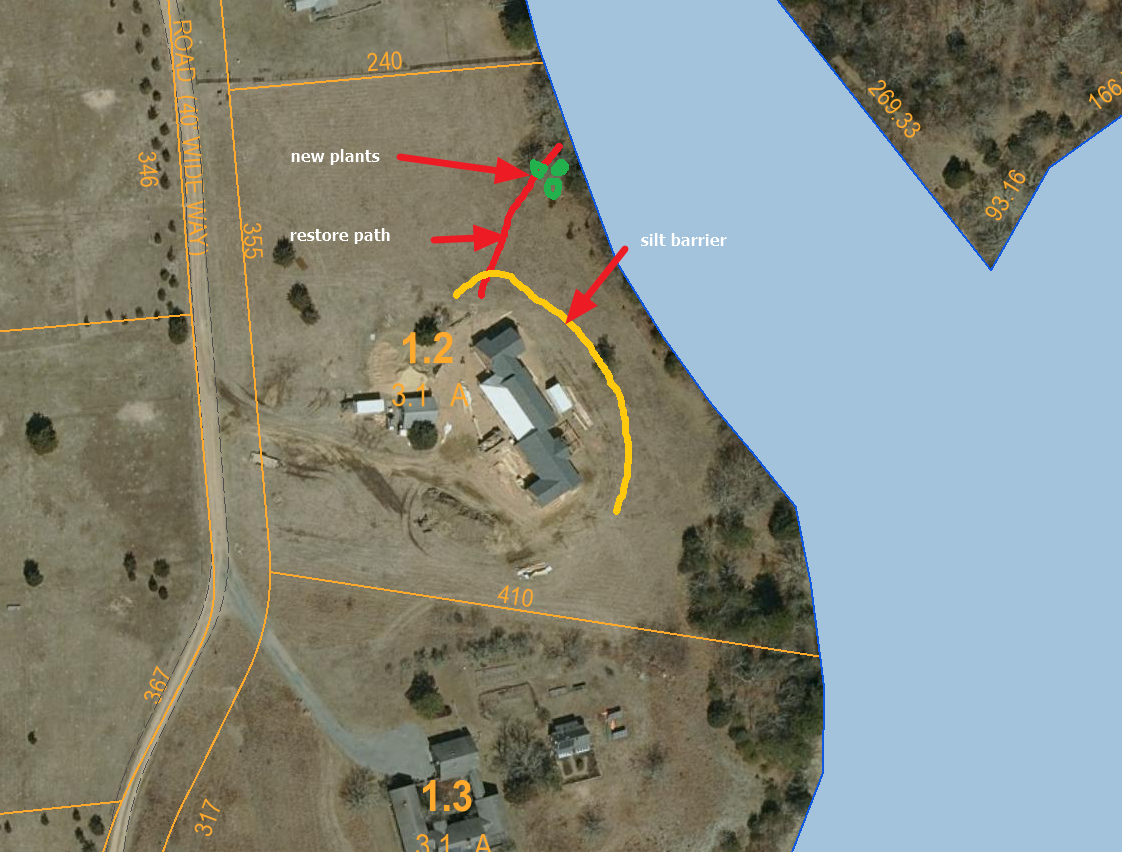 240
269.33
166.
ROAD (40' WIDE WAY)
346
new plants
93.16
355
restore path
silt barrier
1.2
3.1 A
410
367
1.3
317
3.1 A